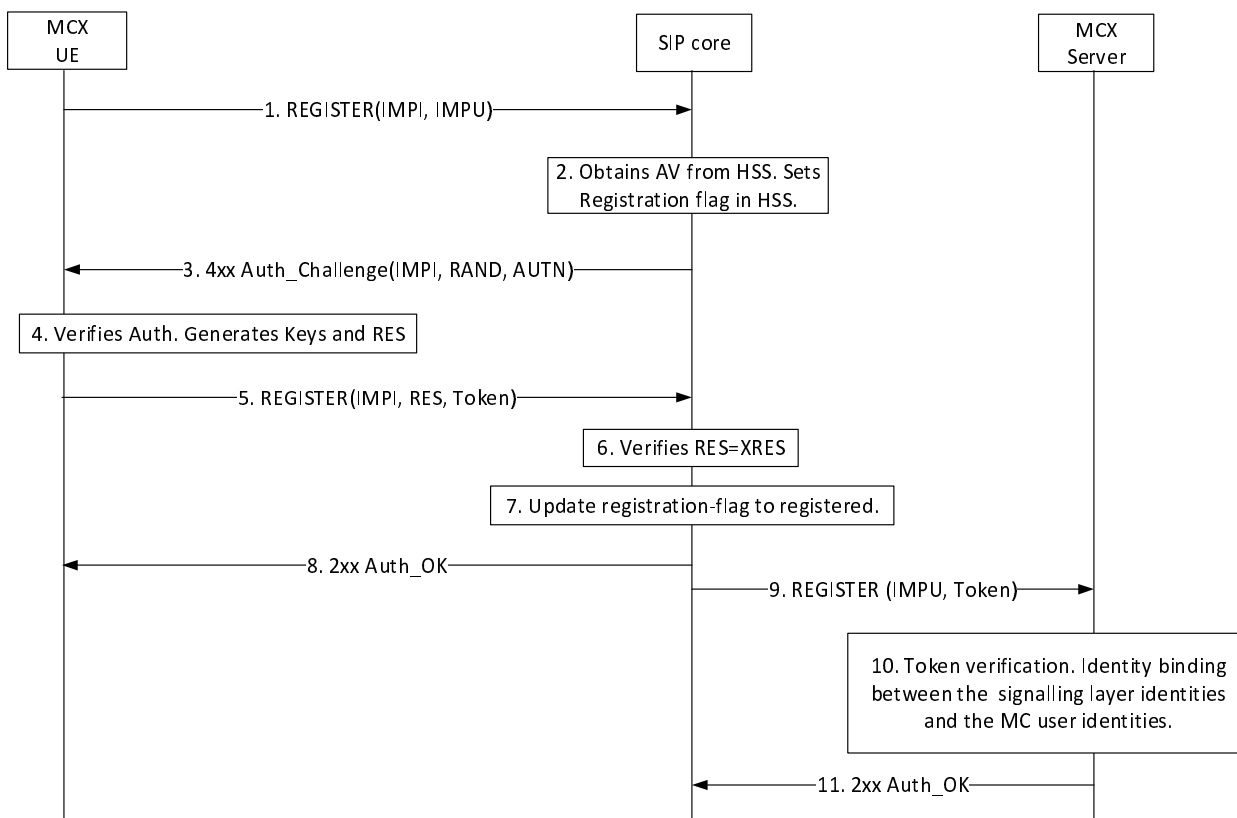 MCX
UE
SIP core
MCX
Server
1. REGISTER(IMPI, IMPU)
2. Obtains AV from HSS. Sets
Registration flag in HSS.
3. 4xx Auth_Challenge(IMPI, RAND, AUTN)
4. Verifies Auth. Generates Keys and RES
5. REGISTER(IMPI, RES, Token)
6. Verifies RES=XRES
7. Update registration-flag to registered.
8. 2xx Auth_OK
9. REGISTER (IMPU, Token)
10. Token verification. Identity binding
between the signalling layer identities
and the MC user identities.
11. 2xx Auth_OK